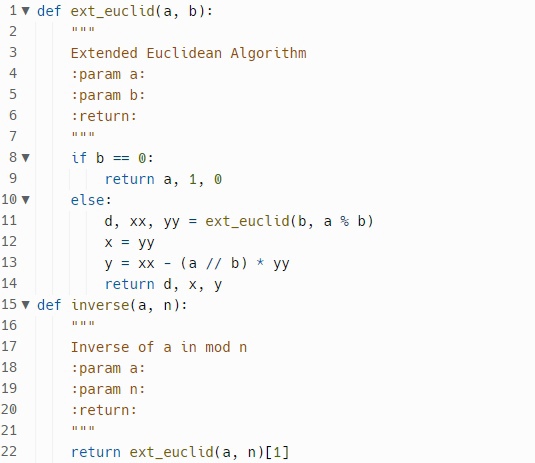 1 ▼ def ext_euclid(a, b):
2     """
3     Extended Euclidean Algorithm
4     :param a:
5     :param b:
6     :return:
7     """
8 ▼     if b == 0:
9         return a, 1, 0
10 ▼     else:
11         d, xx, yy = ext_euclid(b, a % b)
12         x = yy
13         y = xx - (a // b) * yy
14         return d, x, y
15 ▼ def inverse(a, n):
16     """
17     Inverse of a in mod n
18     :param a:
19     :param n:
20     :return:
21     """
22     return ext_euclid(a, n)[1]